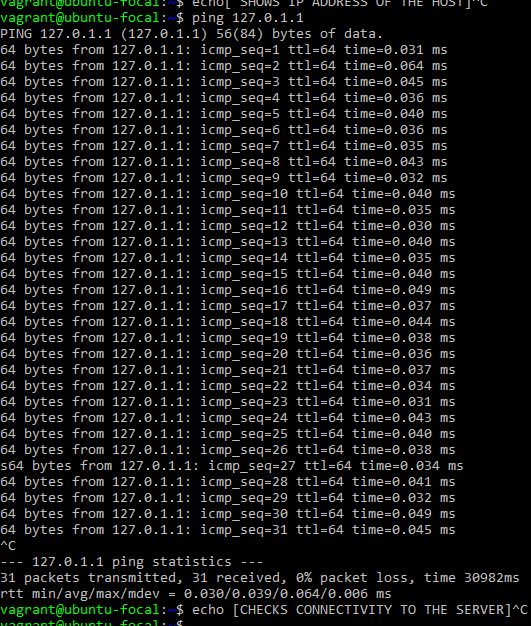 vagrant@ubuntu-focal:~$ echo[ SHOWS IP ADDRESS OF THE HOST]^C
vagrant@ubuntu-focal:~$ ping 127.0.1.1
PING 127.0.1.1 (127.0.1.1) 56(84) bytes of data.
64 bytes from 127.0.1.1: icmp_seq=1 ttl=64 time=0.031 ms
64 bytes from 127.0.1.1: icmp_seq=2 ttl=64 time=0.064 ms
64 bytes from 127.0.1.1: icmp_seq=3 ttl=64 time=0.045 ms
64 bytes from 127.0.1.1: icmp_seq=4 ttl=64 time=0.036 ms
64 bytes from 127.0.1.1: icmp_seq=5 ttl=64 time=0.040 ms
64 bytes from 127.0.1.1: icmp_seq=6 ttl=64 time=0.036 ms
64 bytes from 127.0.1.1: icmp_seq=7 ttl=64 time=0.035 ms
64 bytes from 127.0.1.1: icmp_seq=8 ttl=64 time=0.043 ms
64 bytes from 127.0.1.1: icmp_seq=9 ttl=64 time=0.032 ms
64 bytes from 127.0.1.1: icmp_seq=10 ttl=64 time=0.040 ms
64 bytes from 127.0.1.1: icmp_seq=11 ttl=64 time=0.035 ms
64 bytes from 127.0.1.1: icmp_seq=12 ttl=64 time=0.030 ms
64 bytes from 127.0.1.1: icmp_seq=13 ttl=64 time=0.040 ms
64 bytes from 127.0.1.1: icmp_seq=14 ttl=64 time=0.035 ms
64 bytes from 127.0.1.1: icmp_seq=15 ttl=64 time=0.040 ms
64 bytes from 127.0.1.1: icmp_seq=16 ttl=64 time=0.049 ms
64 bytes from 127.0.1.1: icmp_seq=17 ttl=64 time=0.037 ms
64 bytes from 127.0.1.1: icmp_seq=18 ttl=64 time=0.044 ms
64 bytes from 127.0.1.1: icmp_seq=19 ttl=64 time=0.038 ms
64 bytes from 127.0.1.1: icmp_seq=20 ttl=64 time=0.036 ms
64 bytes from 127.0.1.1: icmp_seq=21 ttl=64 time=0.037 ms
64 bytes from 127.0.1.1: icmp_seq=22 ttl=64 time=0.034 ms
64 bytes from 127.0.1.1: icmp_seq=23 ttl=64 time=0.031 ms
64 bytes from 127.0.1.1: icmp_seq=24 ttl=64 time=0.043 ms
64 bytes from 127.0.1.1: icmp_seq=25 ttl=64 time=0.040 ms
64 bytes from 127.0.1.1: icmp_seq=26 ttl=64 time=0.038 ms
s64 bytes from 127.0.1.1: icmp_seq=27 ttl=64 time=0.034 ms
64 bytes from 127.0.1.1: icmp_seq=28 ttl=64 time=0.041 ms
64 bytes from 127.0.1.1: icmp_seq=29 ttl=64 time=0.032 ms
64 bytes from 127.0.1.1: icmp_seq=30 ttl=64 time=0.049 ms
64 bytes from 127.0.1.1: icmp_seq=31 ttl=64 time=0.045 ms
^C
--- 127.0.1.1 ping statistics ---
31 packets transmitted, 31 received, 0% packet loss, time 30982ms
rtt min/avg/max/mdev = 0.030/0.039/0.064/0.006 ms
vagrant@ubuntu-focal:~$ echo [CHECKS CONNECTIVITY TO THE SERVER]^C
vagrant@ubuntu-focal:~$